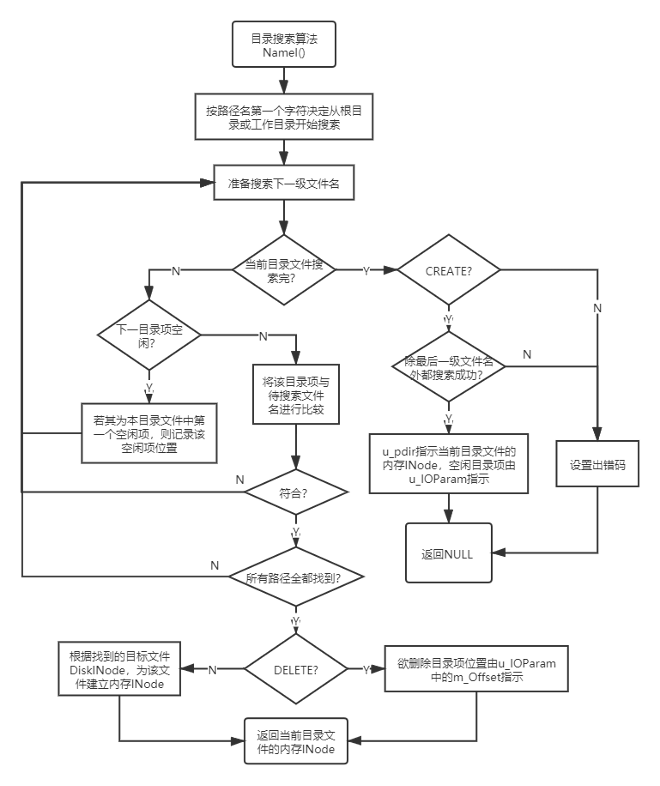 目录搜索算法
NameI()
按路径名第一个字符决定从根目
录或工作目录开始搜索
准备搜索下一级文件名
当前目录文件搜
索完?
N
Y
CREATE?
N
Y
下一目录项空
闲?
N
Y
除最后一级文件名
外都搜索成功?
N
Y
将该目录项与
待搜索文件
名进行比较
若其为本目录文件中第
一个空闲项，则记录该
空闲项位置
u_pdir指示当前目录文件的
内存INode，空闲目录项由
u_IOParam指示
设置出错码
符合?
N
Y
返回NULL
所有路径全都找到?
N
Y
根据找到的目标文件
DiskINode，为该文
件建立内存INode
N
DELETE?
Y
欲删除目录项位置由u_IOParam
中的m_Offset指示
返回当前目录文
件的内存INode